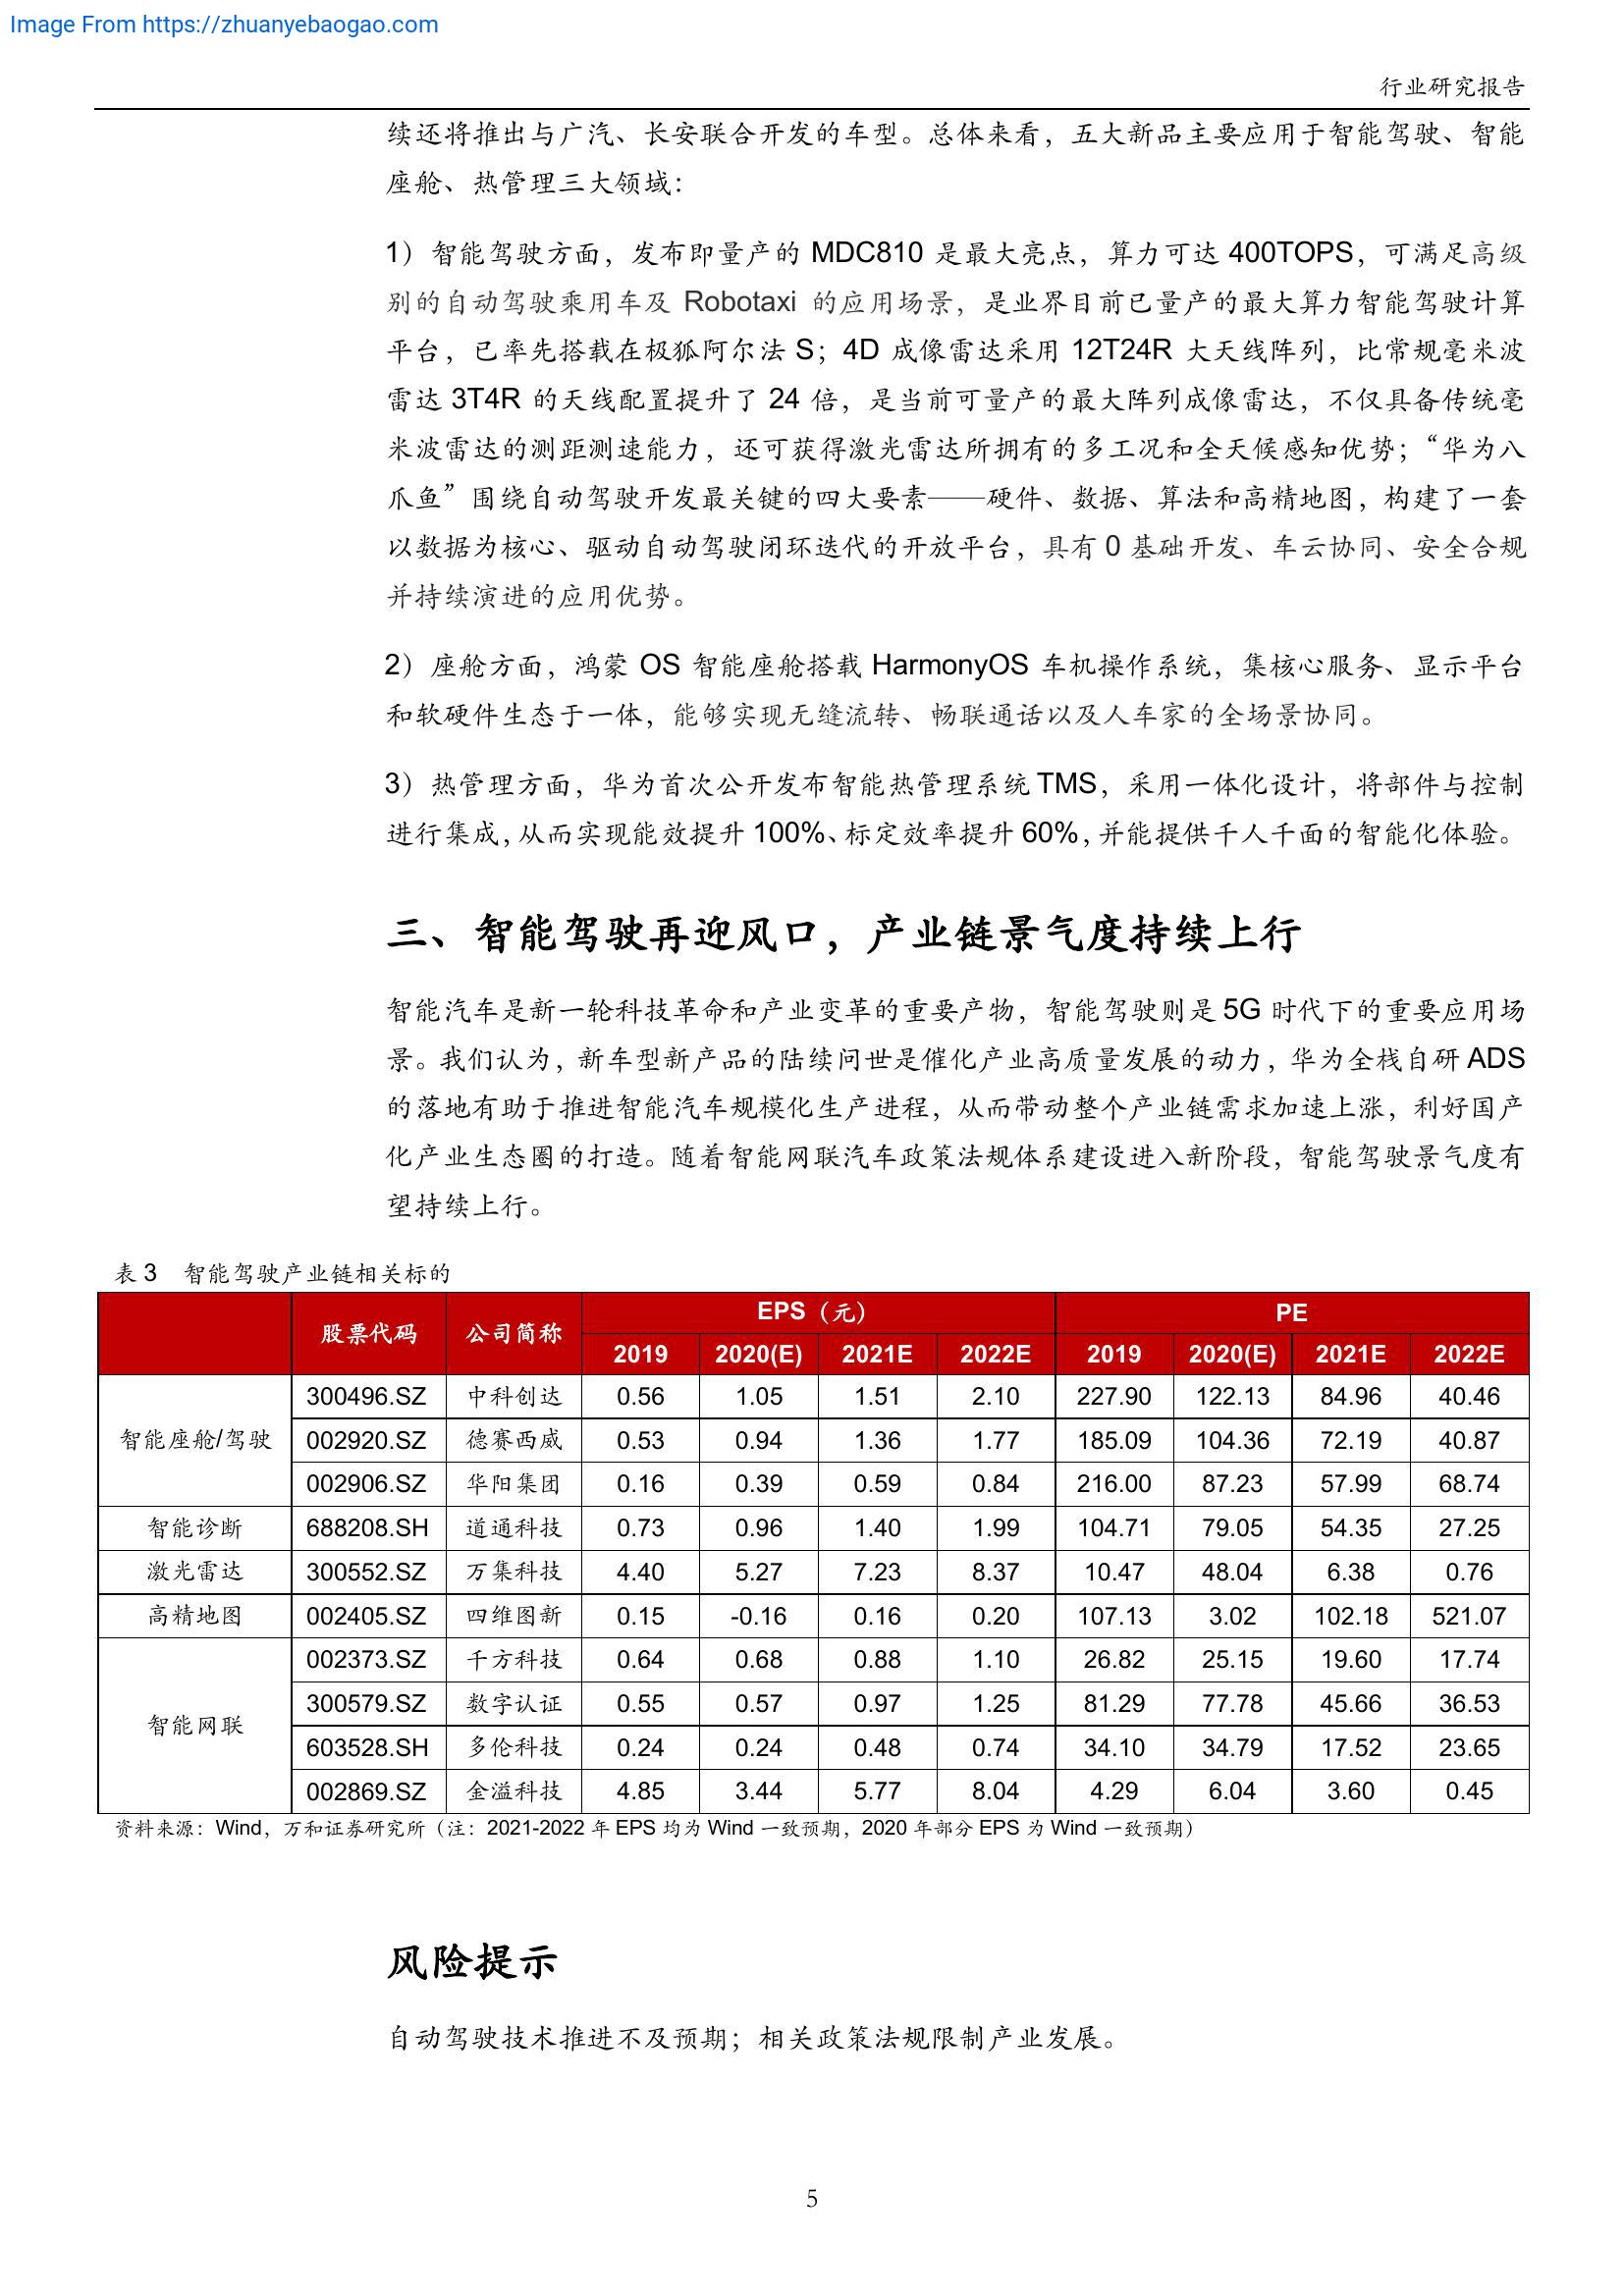 Image From https://zhuanyebaogao.com
行业研究报告
续还将推出与广汽、长安联合开发的车型。总体来看，五大新品主要应用于智能驾驶、智能
座舱、热管理三大领域：
1）智能驾驶方面，发布即量产的 MDC810 是最大亮点，算力可达 400TOPS，可满足高级
别的自动驾驶乘用车及 Robotaxi 的应用场景，是业界目前已量产的最大算力智能驾驶计算
平台，已率先搭载在极狐阿尔法 S；4D 成像雷达采用 12T24R 大天线阵列，比常规毫米波
雷达 3T4R 的天线配置提升了 24 倍，是当前可量产的最大阵列成像雷达，不仅具备传统毫
米波雷达的测距测速能力，还可获得激光雷达所拥有的多工况和全天候感知优势；“华为八
爪鱼”围绕自动驾驶开发最关键的四大要素——硬件、数据、算法和高精地图，构建了一套
以数据为核心、驱动自动驾驶闭环迭代的开放平台，具有 0 基础开发、车云协同、安全合规
并持续演进的应用优势。
2）座舱方面，鸿蒙 OS 智能座舱搭载 HarmonyOS 车机操作系统，集核心服务、显示平台
和软硬件生态于一体，能够实现无缝流转、畅联通话以及人车家的全场景协同。
3）热管理方面，华为首次公开发布智能热管理系统 TMS，采用一体化设计，将部件与控制
进行集成，从而实现能效提升 100%、标定效率提升 60%，并能提供千人千面的智能化体验。
三、智能驾驶再迎风口，产业链景气度持续上行
智能汽车是新一轮科技革命和产业变革的重要产物，智能驾驶则是 5G 时代下的重要应用场
景。我们认为，新车型新产品的陆续问世是催化产业高质量发展的动力，华为全栈自研 ADS
的落地有助于推进智能汽车规模化生产进程，从而带动整个产业链需求加速上涨，利好国产
化产业生态圈的打造。随着智能网联汽车政策法规体系建设进入新阶段，智能驾驶景气度有
望持续上行。
表 3 智能驾驶产业链相关标的
股票代码 公司简称 EPS（元） PE
2019 2020(E) 2021E 2022E 2019 2020(E) 2021E 2022E
智能座舱/驾驶 300496.SZ 中科创达 0.56 1.05 1.51 2.10 227.90 122.13 84.96 40.46
002920.SZ 德赛西威 0.53 0.94 1.36 1.77 185.09 104.36 72.19 40.87
002906.SZ 华阳集团 0.16 0.39 0.59 0.84 216.00 87.23 57.99 68.74
智能诊断 688208.SH 道通科技 0.73 0.96 1.40 1.99 104.71 79.05 54.35 27.25
激光雷达 300552.SZ 万集科技 4.40 5.27 7.23 8.37 10.47 48.04 6.38 0.76
高精地图 002405.SZ 四维图新 0.15 -0.16 0.16 0.20 107.13 3.02 102.18 521.07
智能网联 002373.SZ 千方科技 0.64 0.68 0.88 1.10 26.82 25.15 19.60 17.74
300579.SZ 数字认证 0.55 0.57 0.97 1.25 81.29 77.78 45.66 36.53
603528.SH 多伦科技 0.24 0.24 0.48 0.74 34.10 34.79 17.52 23.65
002869.SZ 金溢科技 4.85 3.44 5.77 8.04 4.29 6.04 3.60 0.45
资料来源：Wind，万和证券研究所（注：2021-2022 年 EPS 均为 Wind 一致预期，2020 年部分 EPS 为 Wind 一致预期）
风险提示
自动驾驶技术推进不及预期；相关政策法规限制产业发展。
5